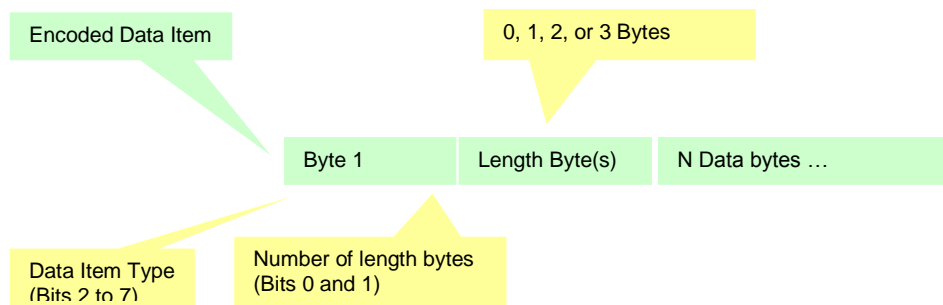 Encoded Data Item
0, 1, 2, or 3 Bytes
Byte 1
Length Byte(s)
N Data bytes …
Data Item Type
(Bits 2 to 7)
Number of length bytes
(Bits 0 and 1)